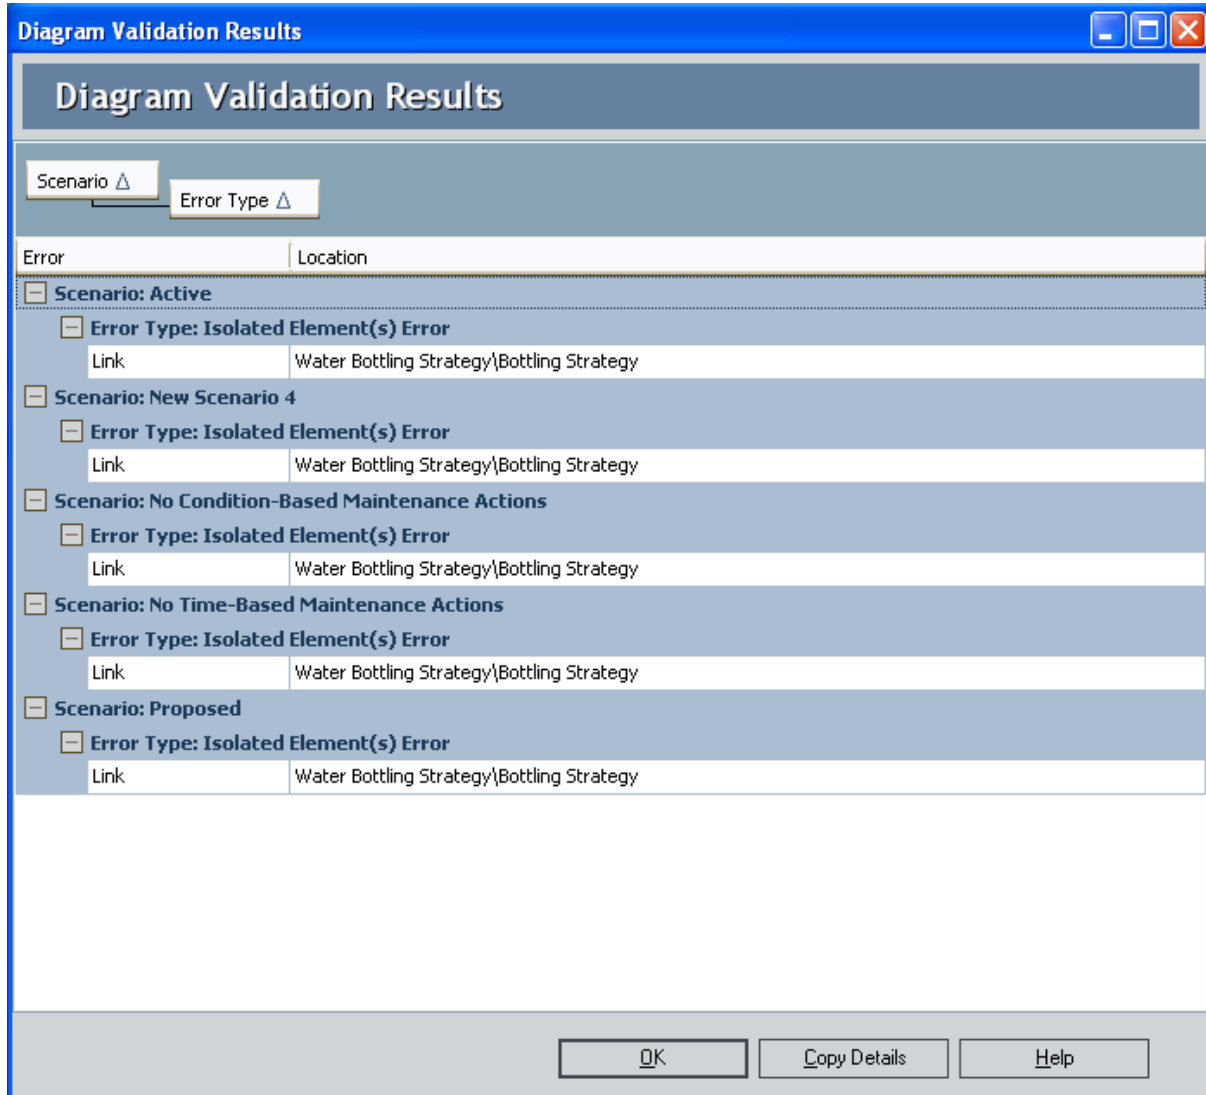 Diagram Validation Results
Diagram Validation Results
Scenario
Error Type
Error Location
Scenario: Active
Error Type: Isolated Element(s) Error
Link Water Bottling Strategy\Bottling Strategy
Scenario: New Scenario 4
Error Type: Isolated Element(s) Error
Link Water Bottling Strategy\Bottling Strategy
Scenario: No Condition-Based Maintenance Actions
Error Type: Isolated Element(s) Error
Link Water Bottling Strategy\Bottling Strategy
Scenario: No Time-Based Maintenance Actions
Error Type: Isolated Element(s) Error
Link Water Bottling Strategy\Bottling Strategy
Scenario: Proposed
Error Type: Isolated Element(s) Error
Link Water Bottling Strategy\Bottling Strategy
OK Copy Details Help